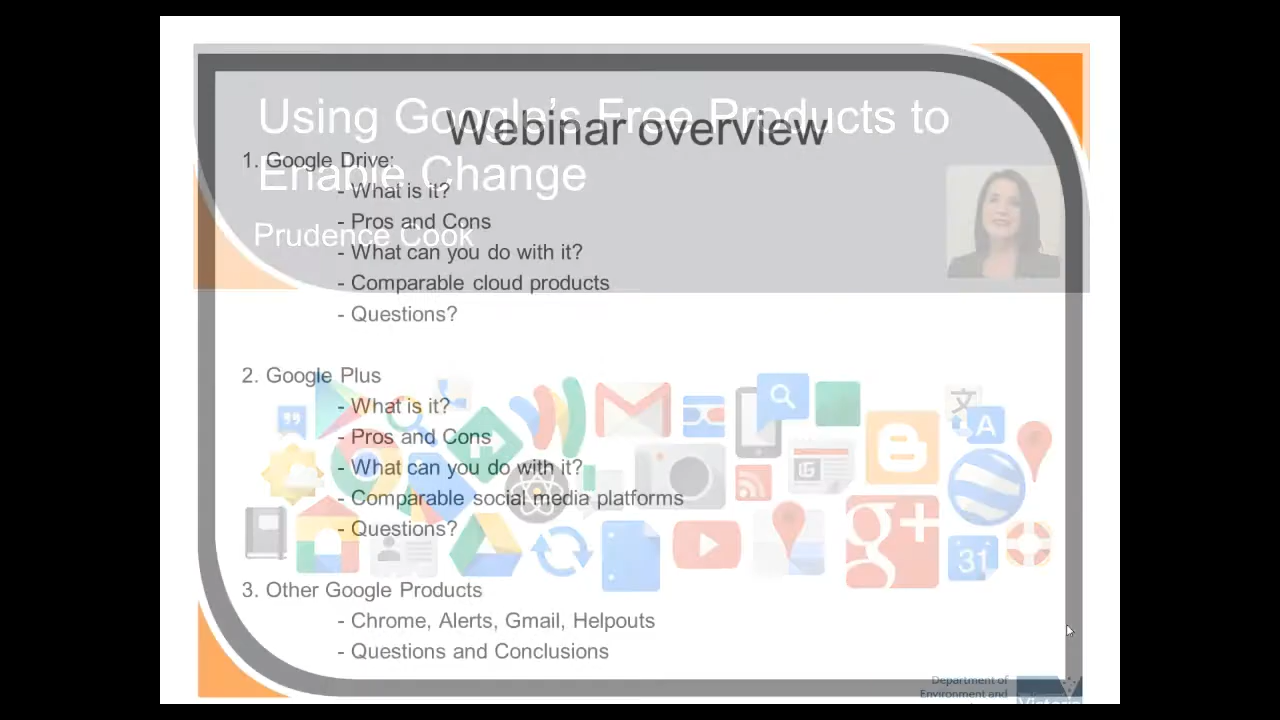 Using Google's Free Products to
Enable Change
Prudence Cook
Webinar overview
1. Google Drive:
- What is it?
- Pros and Cons
- What can you do with it?
- Comparable cloud products
- Questions?
2. Google Plus
- What is it?
- Pros and Cons
- What can you do with it?
- Comparable social media platforms
- Questions?
3. Other Google Products
- Chrome, Alerts, Gmail, Helpouts
- Questions and Conclusions
文
A
g+
31
Department of
Environment and